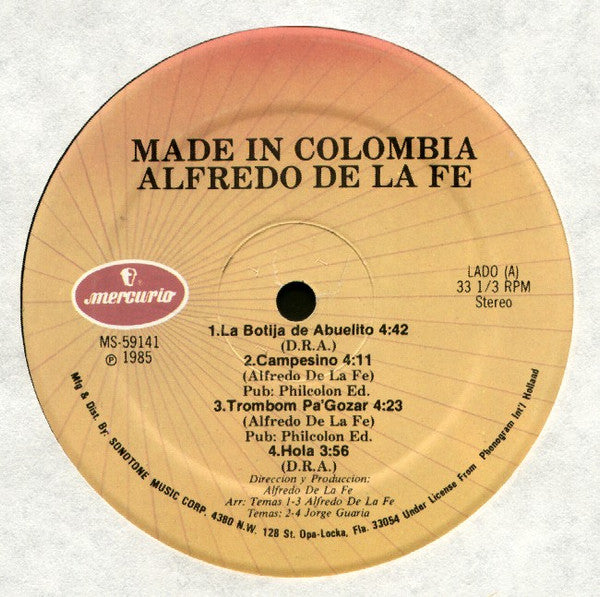 MADE IN COLOMBIA
ALFREDO DE LA FE
mercurio
MS-59141
℗ 1985
LADO (A)
33 1/3 RPM
Stereo
1.La Botija de Abuelito 4:42
(D.R.A.)
2.Campesino 4:11
(Alfredo De La Fe)
Pub: Philcolon Ed.
3.Trombom Pa'Gozar 4:23
(Alfredo De La Fe)
Pub: Philcolon Ed.
4.Hola 3:56
(D.R.A.)
Direccion y Produccion:
Alfredo De La Fe
Arr: Temas 1-3 Alfredo De La Fe
Temas: 2-4 Jorge Guaria
Mfg & Dist. By: SONOTONE MUSIC CORP. 4380 N.W. 128 St. Opa-Locka, Fla. 33054 Under License From Phonogram Int'l Holland